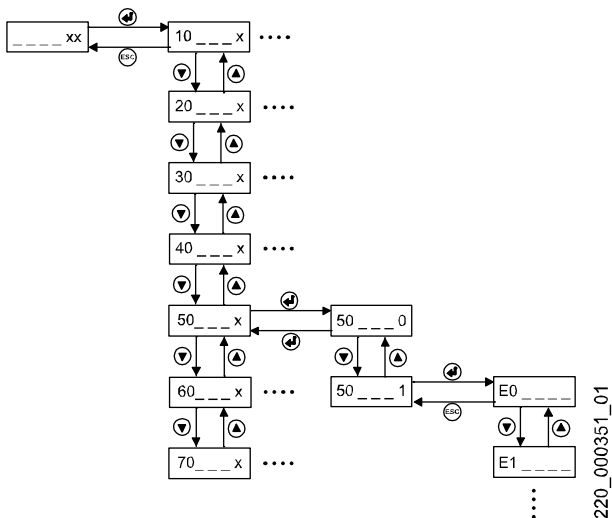 _ _ _ _ xx
10 _ _ _ x ....
ESC
20 _ _ _ x ....
30 _ _ _ x ....
40 _ _ _ x ....
50 _ _ _ x
50 _ _ _ 0
60 _ _ _ x ....
50 _ _ _ 1
E0 _ _ _ _
ESC
70 _ _ _ x ....
E1 _ _ _ _
220_000351_01